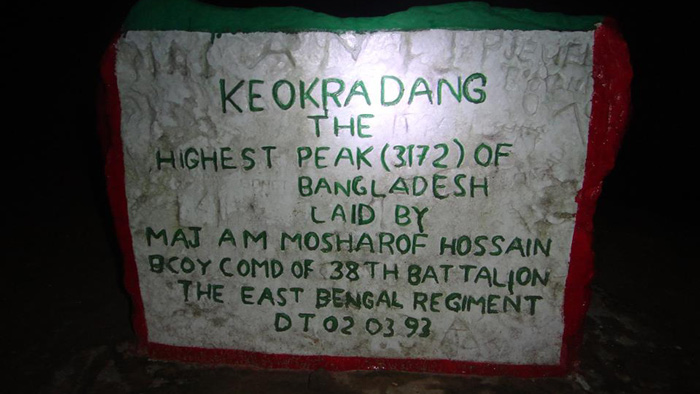 KEOKRADANG
THE
HIGHEST PEAK (3172) OF
BANGLADESH
LAID BY
MAJ AM MOSHAROF HOSSAIN
BCOY COMD OF 38TH BATTALION
THE EAST BENGAL REGIMENT
DT 02 03 93